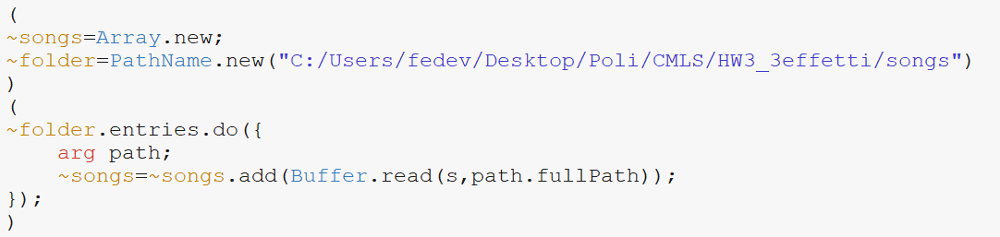 (
~songs=Array.new;
~folder=PathName.new("C:/Users/fedev/Desktop/Poli/CMLS/HW3_3effetti/songs")
)
(
~folder.entries.do({
    arg path;
    ~songs=~songs.add(Buffer.read(s,path.fullPath));
});
)